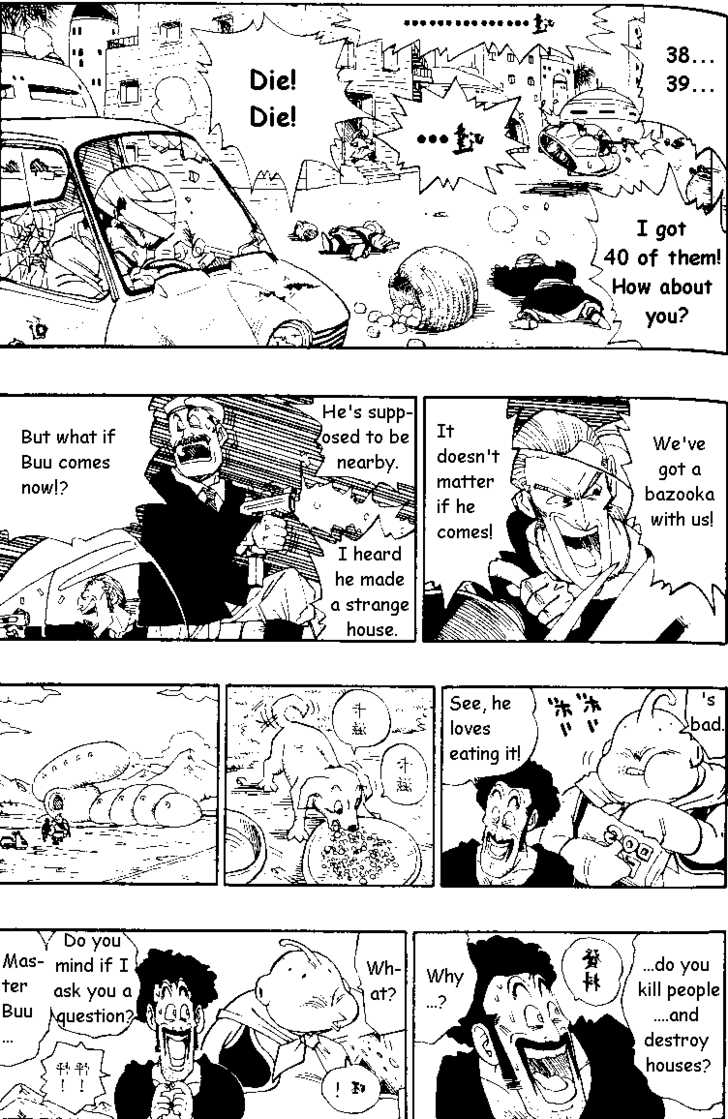 38...
39...
Die!
Die!
I got
40 of them!
How about
you?
We've
got a
bazooka
with us!
It
doesn't
matter
if he
comes!
He's supp-
osed to be
nearby.
I heard
he made
a strange
house.
But what if
Buu comes
now!?
's
bad.
See, he
loves
eating it!
...do you
kill people
....and
destroy
houses?
Why
...?
Wh-
at?
Do you
mind if I
ask you a
question?
Mas-
ter
Buu
...